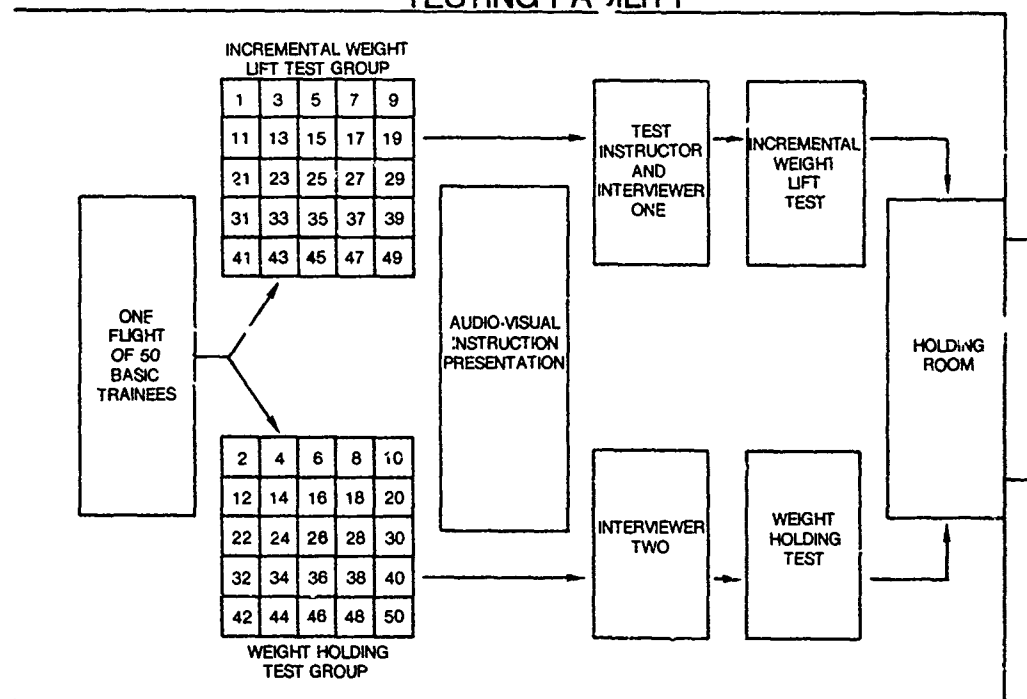 INCREMENTAL WEIGHT
LIFT TEST GROUP
1 3 5 7 9
11 13 15 17 19
21 23 25 27 29
31 33 35 37 39
41 43 45 47 49
ONE
FLIGHT
OF 50
BASIC
TRAINEES
2 4 6 8 10
12 14 16 18 20
22 24 26 28 30
32 34 36 38 40
42 44 46 48 50
WEIGHT HOLDING
TEST GROUP
AUDIO-VISUAL
INSTRUCTION
PRESENTATION
TEST
INSTRUCTOR
AND
INTERVIEWER
ONE
INCREMENTAL
WEIGHT
LIFT
TEST
INTERVIEWER
TWO
WEIGHT
HOLDING
TEST
HOLDING
ROOM